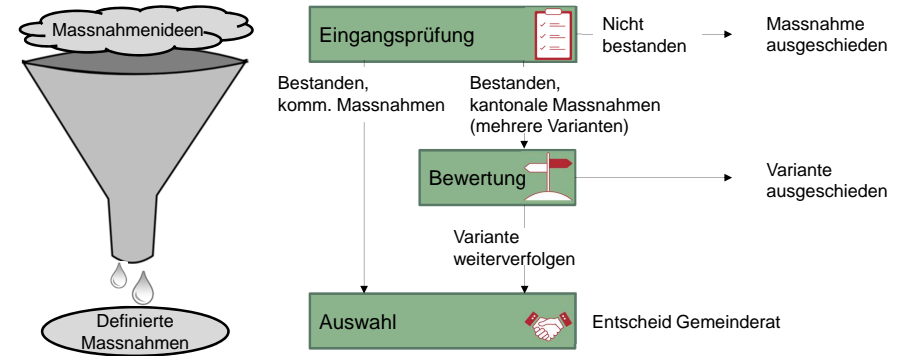 Massnahmenideen
Definierte
Massnahmen
Eingangsprüfung
Nicht
bestanden
Massnahme
ausgeschieden
Bestanden,
komm. Massnahmen
Bestanden,
kantonale Massnahmen
(mehrere Varianten)
Bewertung
Variante
ausgeschieden
Variante
weiterverfolgen
Auswahl
Entscheid Gemeinderat